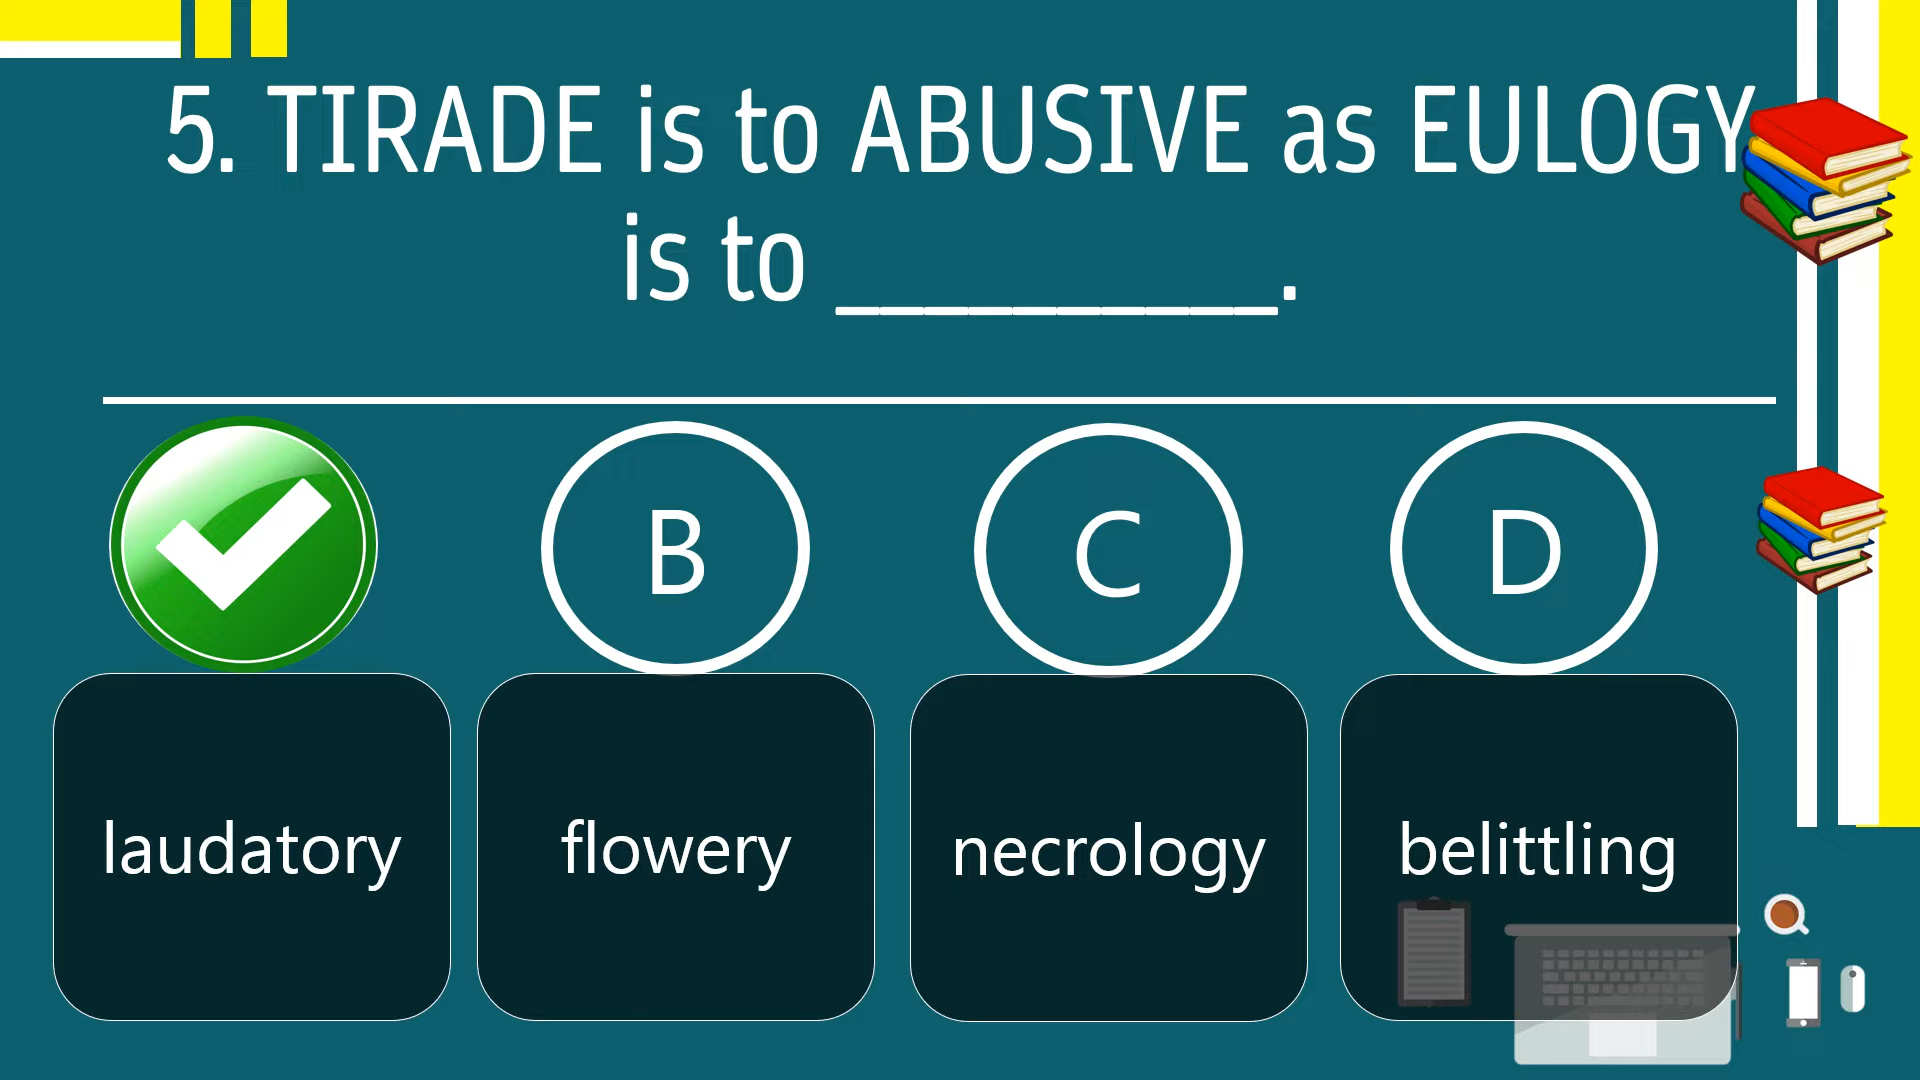 5. TIRADE is to ABUSIVE as EULOGY
is to __________.
B
C
D
laudatory
flowery
necrology
belittling